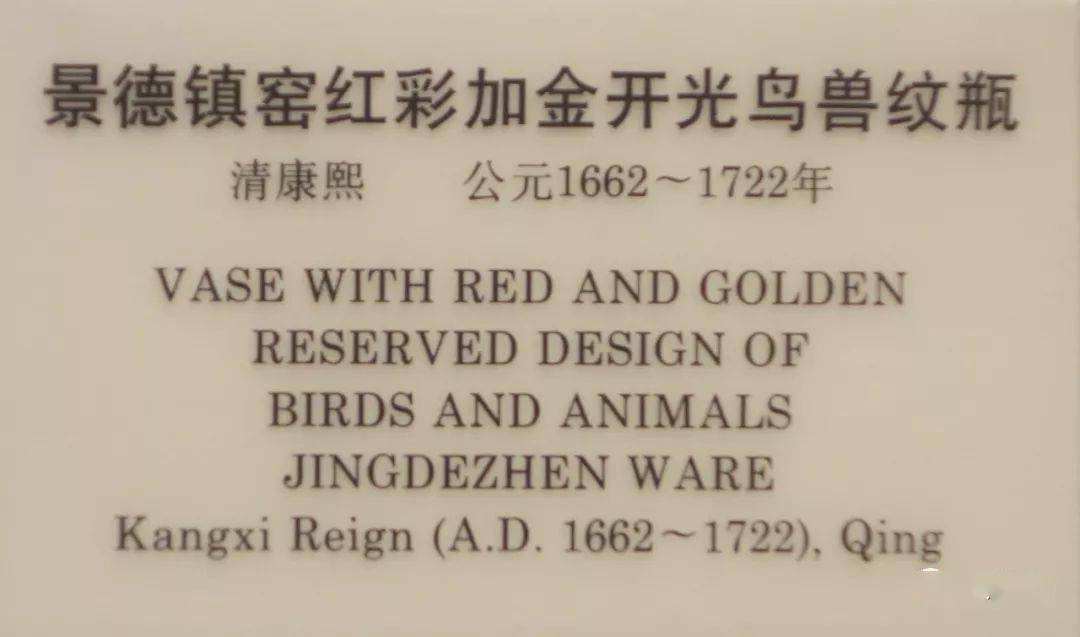 景德镇窑红彩加金开光鸟兽纹瓶
清康熙 公元1662～1722年
VASE WITH RED AND GOLDEN
RESERVED DESIGN OF
BIRDS AND ANIMALS
JINGDEZHEN WARE
Kangxi Reign (A.D. 1662～1722), Qing